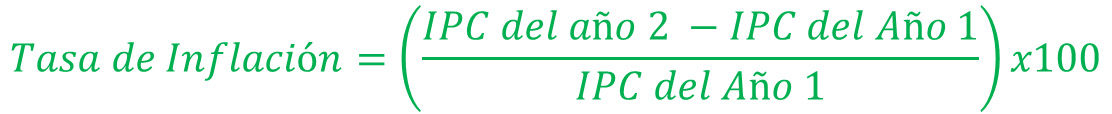 Tasa de Inflación = (IPC del año 2 − IPC del Año 1 / IPC del Año 1) x100